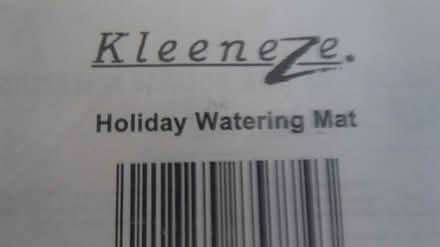 Kleeneze.
Holiday Watering Mat